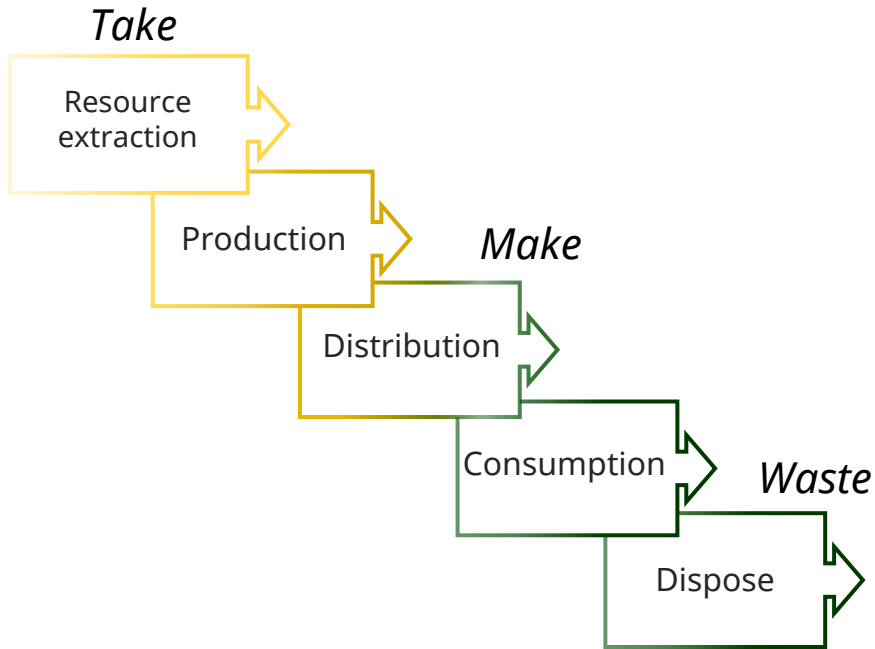 Take
Resource
extraction
Production
Make
Distribution
Consumption
Waste
Dispose